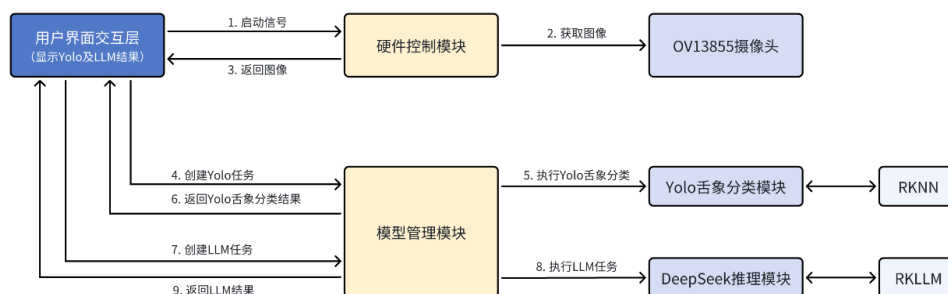 用户界面交互层
(显示Yolo及LLM结果)
1. 启动信号
3. 返回图像
硬件控制模块
2. 获取图像
OV13855摄像头
4. 创建Yolo任务
6. 返回Yolo舌象分类结果
7. 创建LLM任务
9. 返回LLM结果
模型管理模块
5. 执行Yolo舌象分类
Yolo舌象分类模块
RKNN
8. 执行LLM任务
DeepSeek推理模块
RKLLM